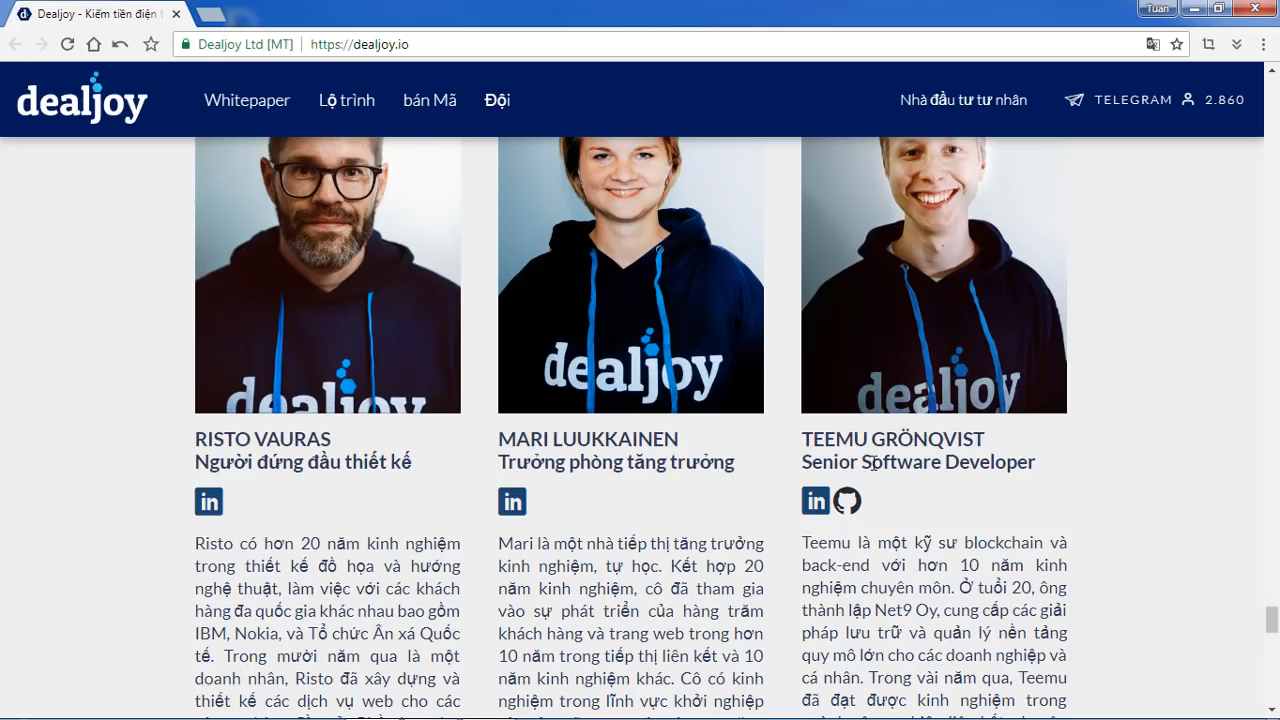 Dealjoy - Kiếm tiền điện t
Tuan
Dealjoy Ltd [MT]
https://dealjoy.io
dealjoy
Whitepaper
Lộ trình
bán Mã
Đội
Nhà đầu tư tư nhân
TELEGRAM
2.860
dealjoy
dealjoy
dealjoy
RISTO VAURAS
Người đứng đầu thiết kế
in
Risto có hơn 20 năm kinh nghiệm
trong thiết kế đồ họa và hướng
nghệ thuật, làm việc với các khách
hàng đa quốc gia khác nhau bao gồm
IBM, Nokia, và Tổ chức Ân xá Quốc
tế. Trong mười năm qua là một
doanh nhân, Risto đã xây dựng và
thiết kế các dịch vụ web cho các
MARI LUUKKAINEN
Trưởng phòng tăng trưởng
in
Mari là một nhà tiếp thị tăng trưởng
kinh nghiệm, tự học. Kết hợp 20
năm kinh nghiệm, cô đã tham gia
vào sự phát triển của hàng trăm
khách hàng và trang web trong hơn
10 năm trong tiếp thị liên kết và 10
năm kinh nghiệm khác. Cô có kinh
nghiệm trong lĩnh vực khởi nghiệp
TEEMU GRÖNQVIST
Senior Software Developer
in
Teemu là một kỹ sư blockchain và
back-end với hơn 10 năm kinh
nghiệm chuyên môn. Ở tuổi 20, ông
thành lập Net9 Oy, cung cấp các giải
pháp lưu trữ và quản lý nền tảng
quy mô lớn cho các doanh nghiệp và
cá nhân. Trong vài năm qua, Teemu
đã đạt được kinh nghiệm trong